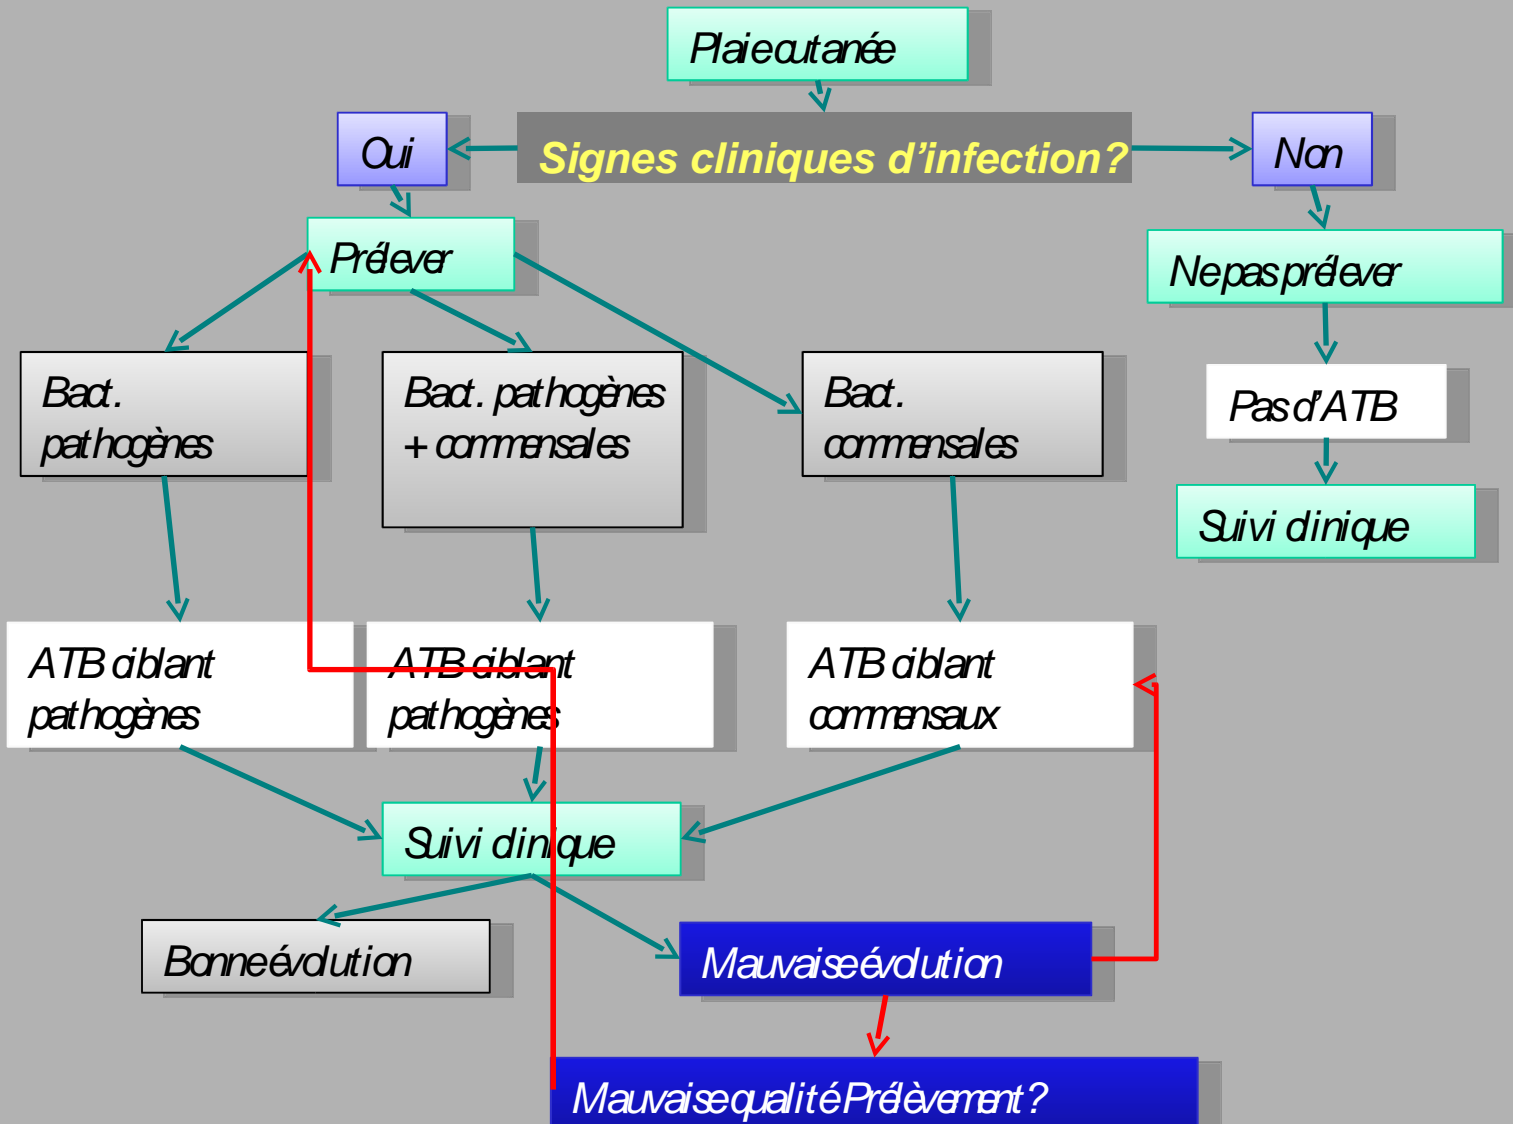 Plaie cutanée
Oui
Signes cliniques d'infection?
Non
Prélever
Ne pas prélever
Bact.
pathogènes
Bact. pathogènes
+ commensales
Bact.
commensales
Pas d'ATB
Suivi clinique
ATB ciblant
pathogènes
ATB ciblant
pathogènes
ATB ciblant
commensaux
Suivi clinique
Bonne évolution
Mauvaise évolution
Mauvaise qualité Prélèvement?